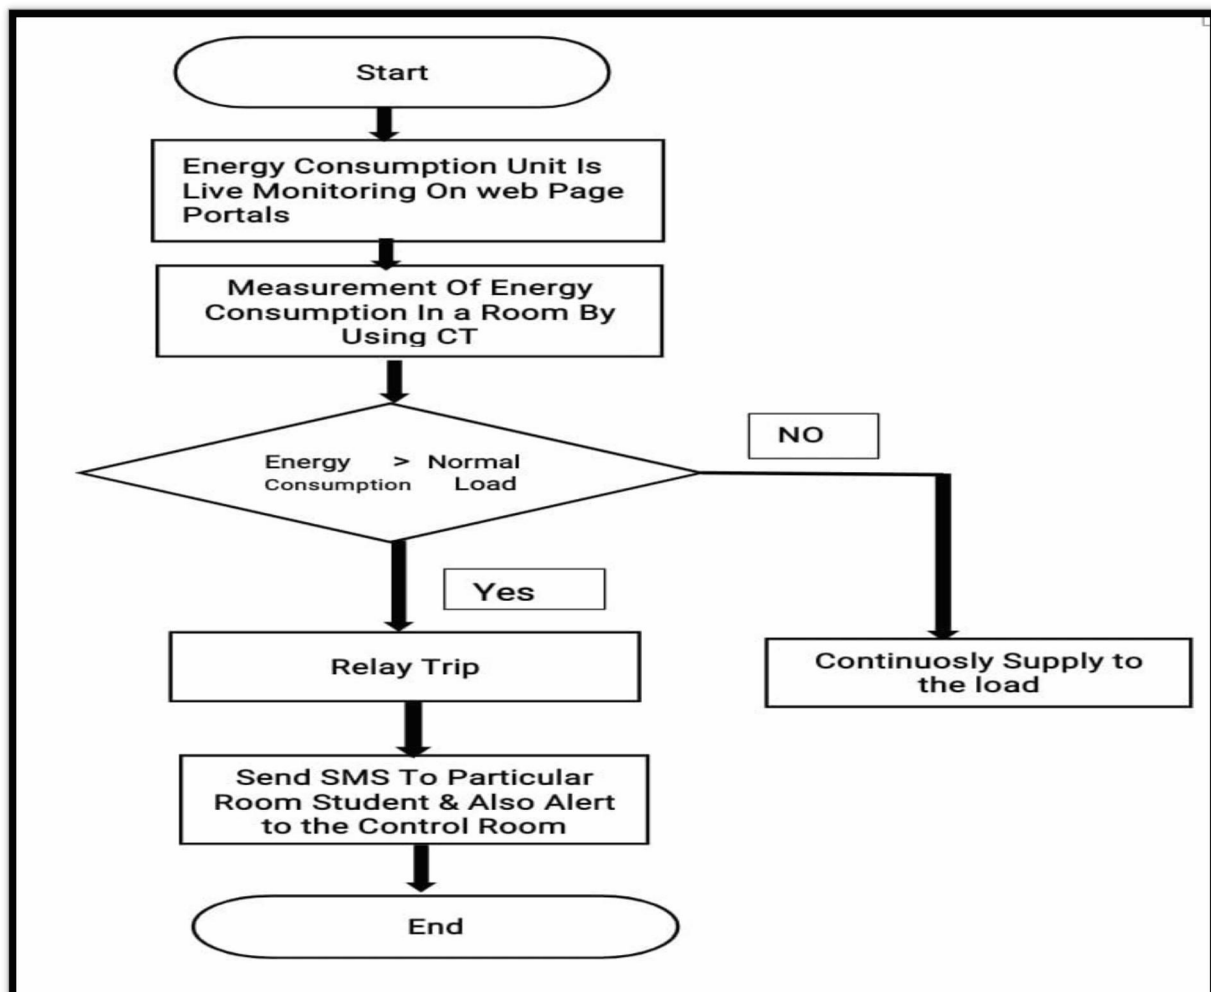 Start
Energy Consumption Unit Is
Live Monitoring On web Page
Portals
Measurement Of Energy
Consumption In a Room By
Using CT
Energy > Normal
Consumption Load
NO
Yes
Relay Trip
Continuosly Supply to
the load
Send SMS To Particular
Room Student & Also Alert
to the Control Room
End